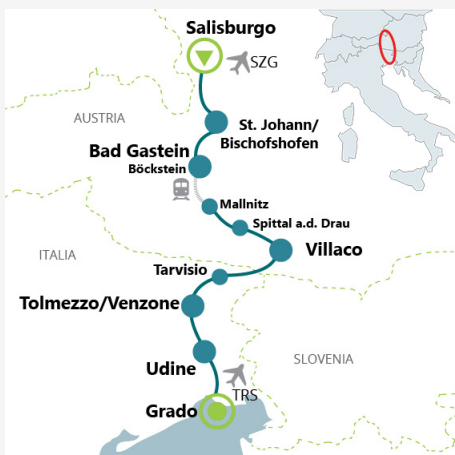 Salisburgo
SZG
AUSTRIA
St. Johann/
Bischofshofen
Bad Gastein
Böckstein
Mallnitz
Spittal a.d. Drau
ITALIA
Villaco
Tarvisio
Tolmezzo/Venzone
SLOVENIA
Udine
TRS
Grado